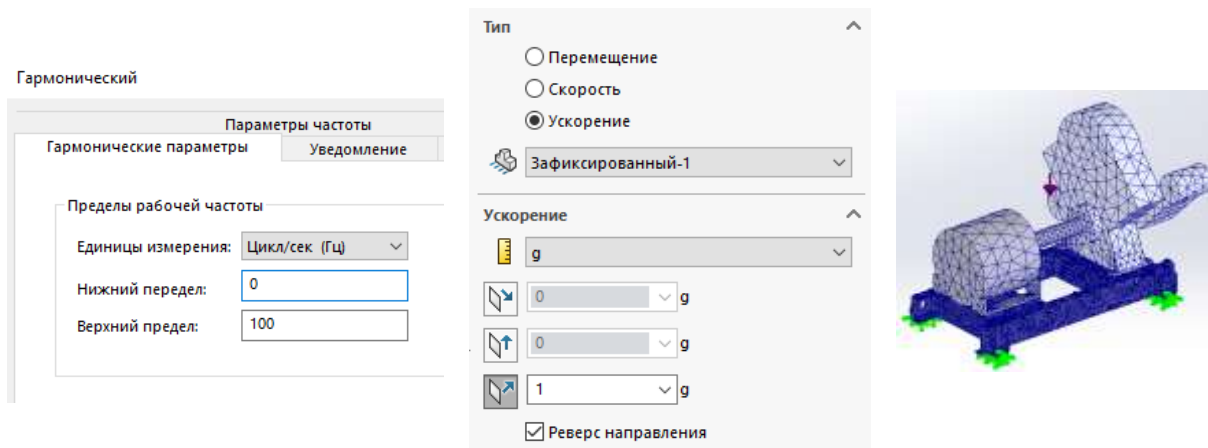 Гармонический
Параметры частоты
Гармонические параметры
Уведомление
Пределы рабочей частоты
Единицы измерения: Цикл/сек (Гц)
Нижний передел: 0
Верхний предел: 100
Тип
Перемещение
Скорость
Ускорение
Зафиксированный-1
Ускорение
g
0 g
0 g
1 g
Реверс направления